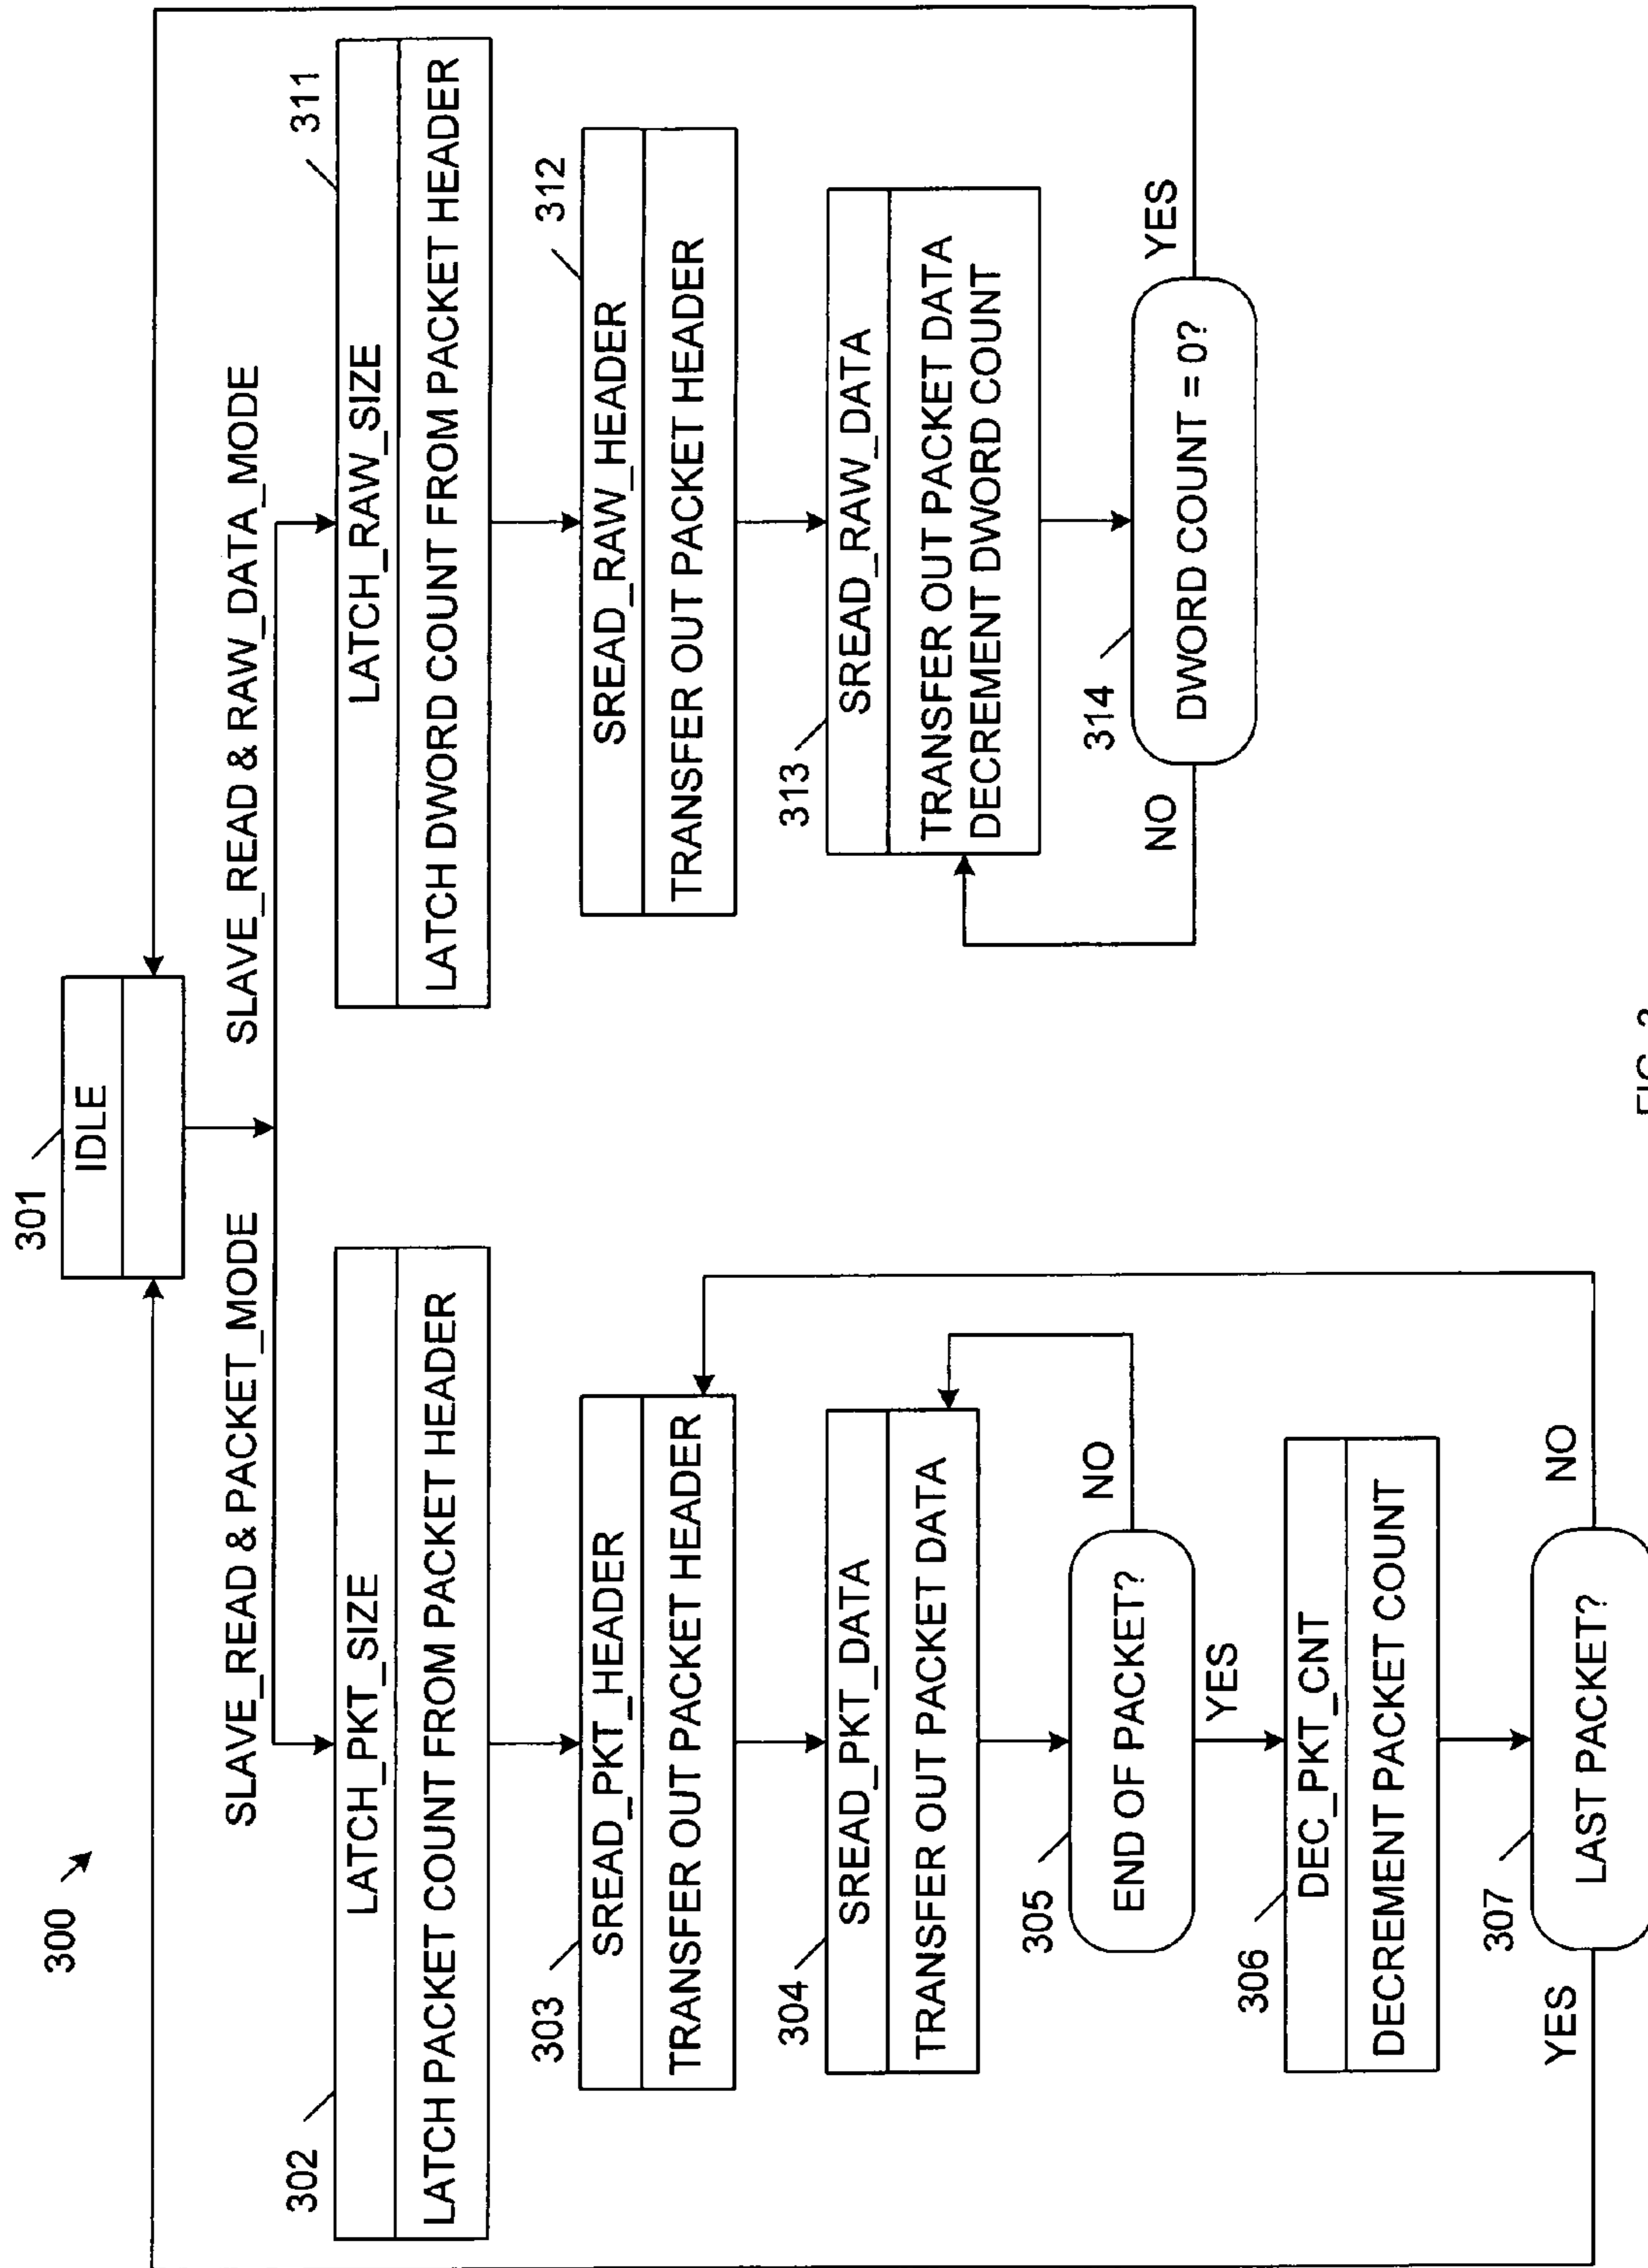 300
301
IDLE
SLAVE_READ & PACKET_MODE
SLAVE_READ & RAW_DATA_MODE
302
LATCH_PKT_SIZE
LATCH PACKET COUNT FROM PACKET HEADER
303
SREAD_PKT_HEADER
TRANSFER OUT PACKET HEADER
304
SREAD_PKT_DATA
TRANSFER OUT PACKET DATA
305
END OF PACKET?
NO
YES
306
DEC_PKT_CNT
DECREMENT PACKET COUNT
307
LAST PACKET?
YES
NO
311
LATCH_RAW_SIZE
LATCH DWORD COUNT FROM PACKET HEADER
312
SREAD_RAW_HEADER
TRANSFER OUT PACKET HEADER
313
SREAD_RAW_DATA
TRANSFER OUT PACKET DATA
DECREMENT DWORD COUNT
314
DWORD COUNT = 0?
NO
YES